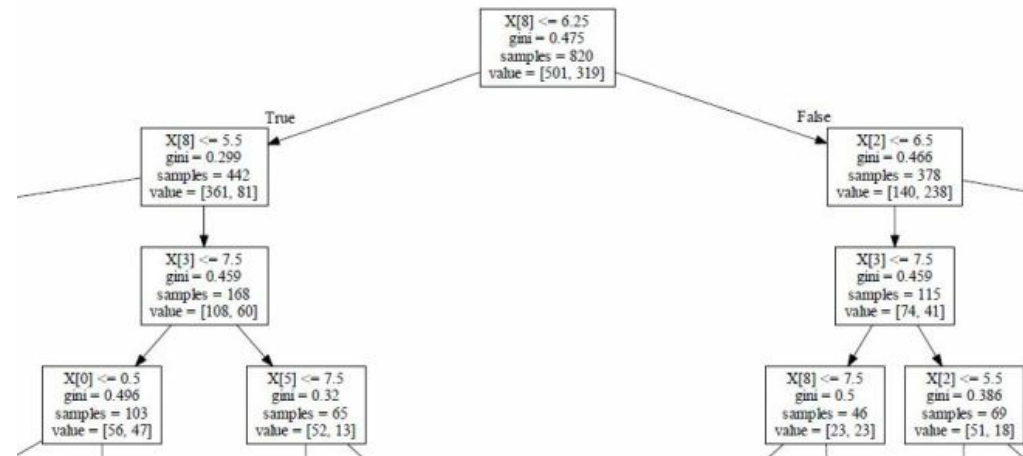 X[8] <= 6.25
gini = 0.475
samples = 820
value = [501, 319]
True
False
X[8] <= 5.5
gini = 0.299
samples = 442
value = [361, 81]
X[2] <= 6.5
gini = 0.466
samples = 378
value = [140, 238]
X[3] <= 7.5
gini = 0.459
samples = 168
value = [108, 60]
X[3] <= 7.5
gini = 0.459
samples = 115
value = [74, 41]
X[0] <= 0.5
gini = 0.496
samples = 103
value = [56, 47]
X[5] <= 7.5
gini = 0.32
samples = 65
value = [52, 13]
X[8] <= 7.5
gini = 0.5
samples = 46
value = [23, 23]
X[2] <= 5.5
gini = 0.386
samples = 69
value = [51, 18]